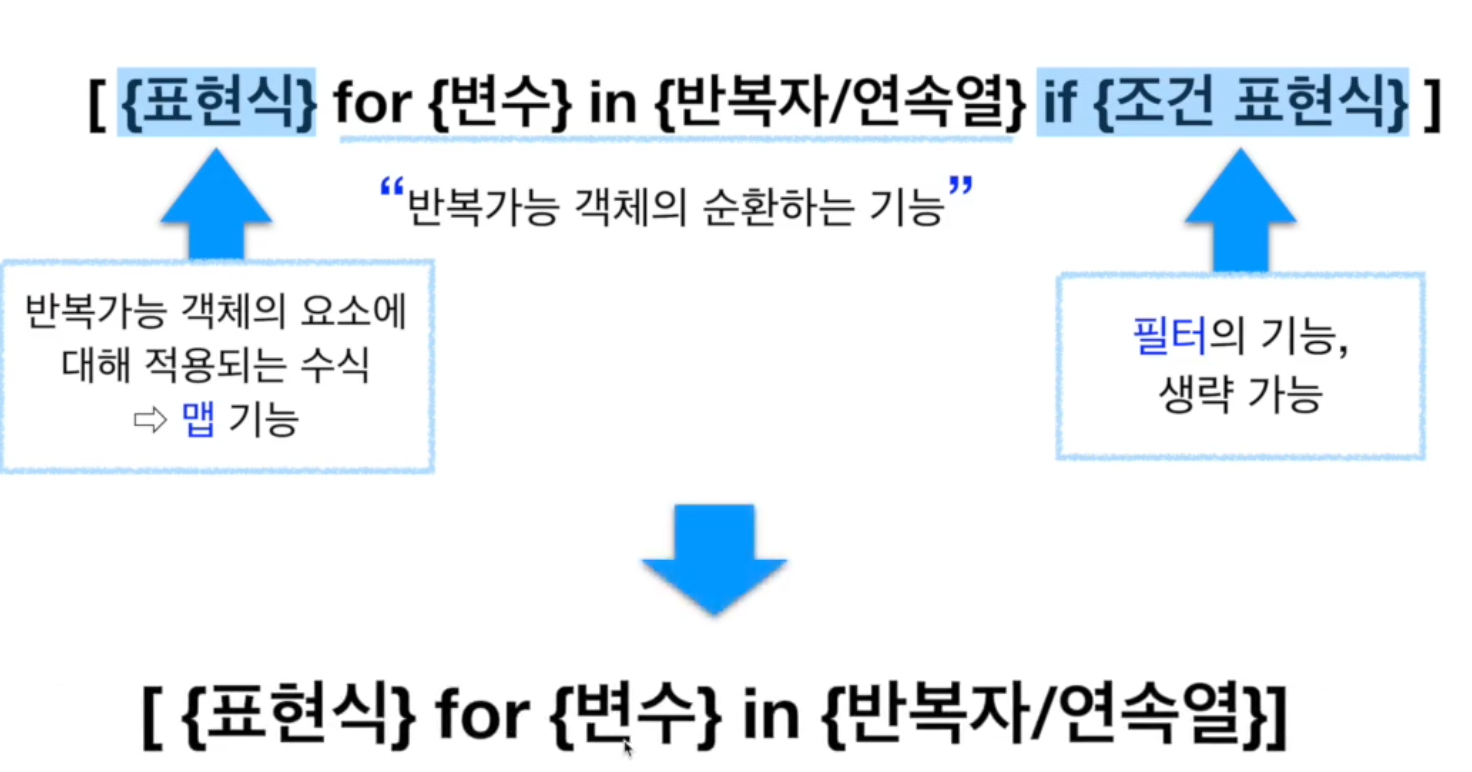 [ {표현식} for {변수} in {반복자/연속열} if {조건 표현식} ]
“반복가능 객체의 순환하는 기능”
반복가능 객체의 요소에
대해 적용되는 수식
⇨ 맵 기능
필터의 기능,
생략 가능
[ {표현식} for {변수} in {반복자/연속열}]